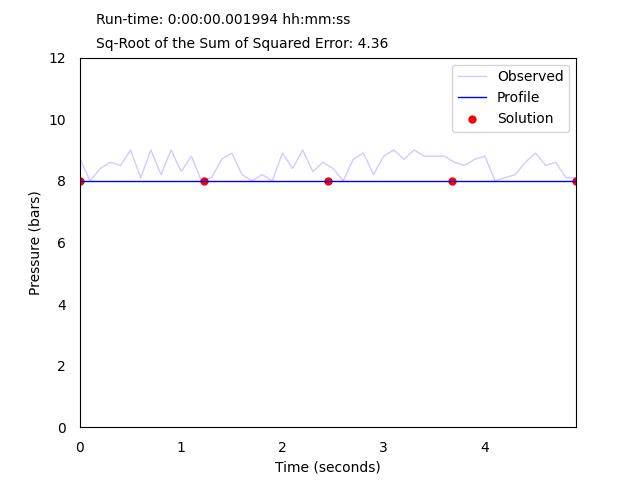 Run-time: 0:00:00.001994 hh:mm:ss
Sq-Root of the Sum of Squared Error: 4.36
12
10
8
6
4
2
0
Pressure (bars)
Observed
Profile
Solution
0 1 2 3 4
Time (seconds)